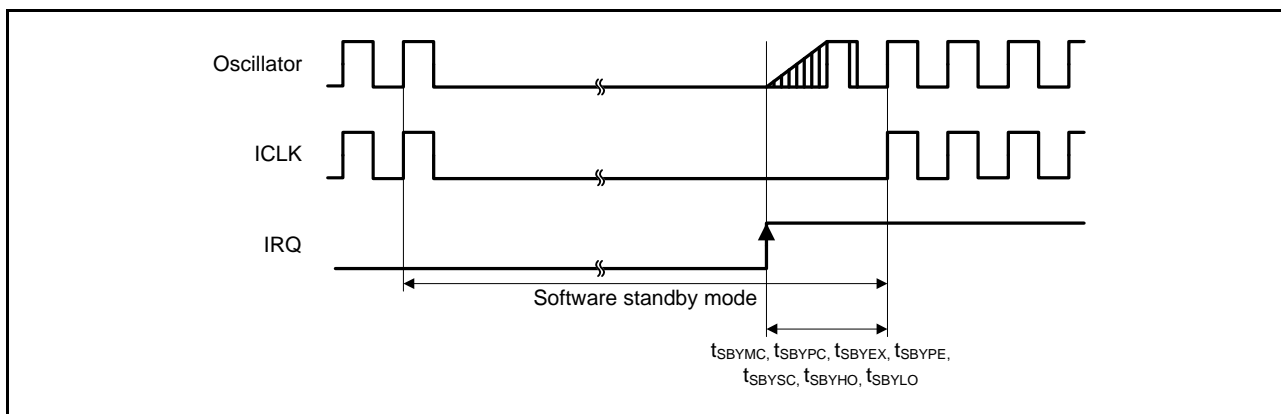 Oscillator
ICLK
IRQ
Software standby mode
tSBYMC, tSBYPC, tSBYEX, tSBYPE,
tSBYSC, tSBYHO, tSBYLO